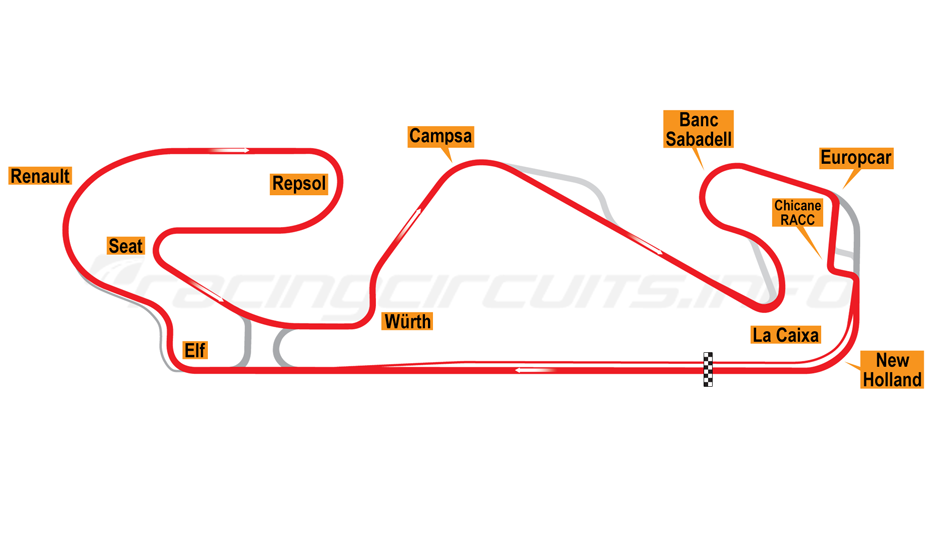 Campsa
Banc
Sabadell
Europcar
Renault
Repsol
Chicane
RACC
Seat
racingcircuits.info
Würth
La Caixa
Elf
New
Holland